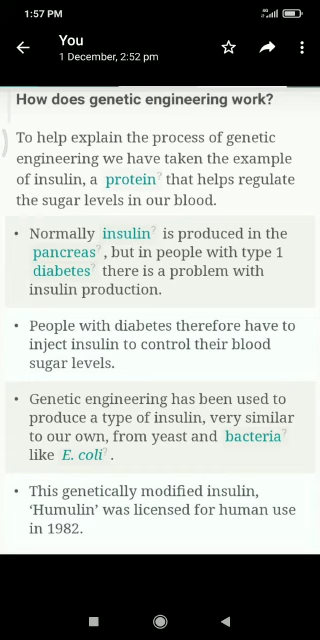 1:57 PM
You
1 December, 2:52 pm
How does genetic engineering work?
To help explain the process of genetic
engineering we have taken the example
of insulin, a protein? that helps regulate
the sugar levels in our blood.
• Normally insulin? is produced in the
pancreas?, but in people with type 1
diabetes? there is a problem with
insulin production.
• People with diabetes therefore have to
inject insulin to control their blood
sugar levels.
• Genetic engineering has been used to
produce a type of insulin, very similar
to our own, from yeast and bacteria?
like E. coli?.
• This genetically modified insulin,
‘Humulin’ was licensed for human use
in 1982.